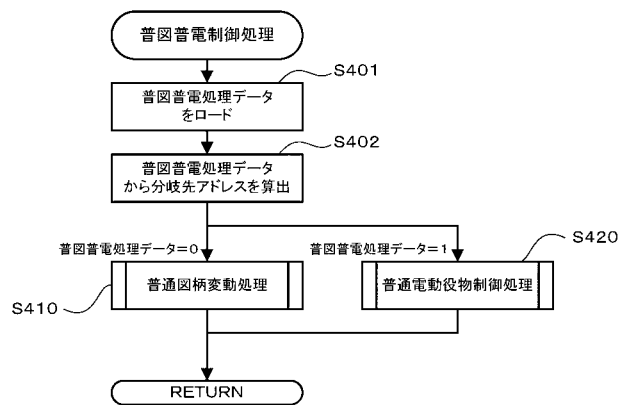 普図普電制御処理
S401
普図普電処理データ
をロード
S402
普図普電処理データ
から分岐先アドレスを算出
普図普電処理データ=0
普図普電処理データ=1
S420
普通図柄変動処理
普通電動役物制御処理
S410
RETURN